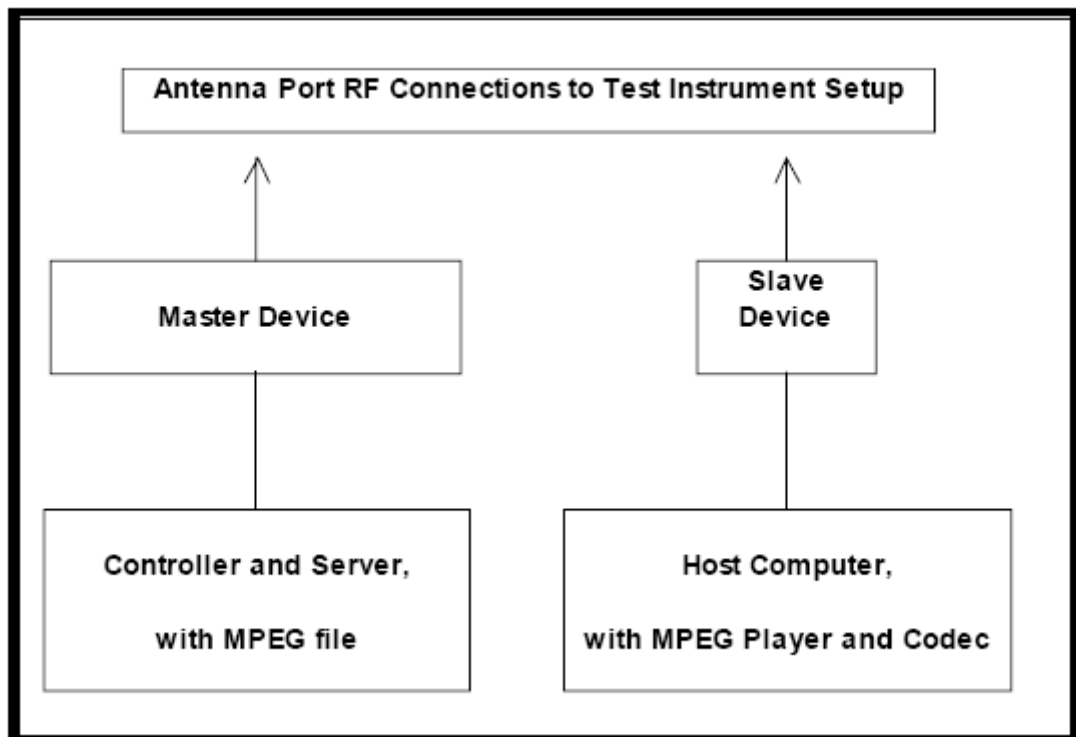 Antenna Port RF Connections to Test Instrument Setup
Master Device
Slave
Device
Controller and Server,
with MPEG file
Host Computer,
with MPEG Player and Codec